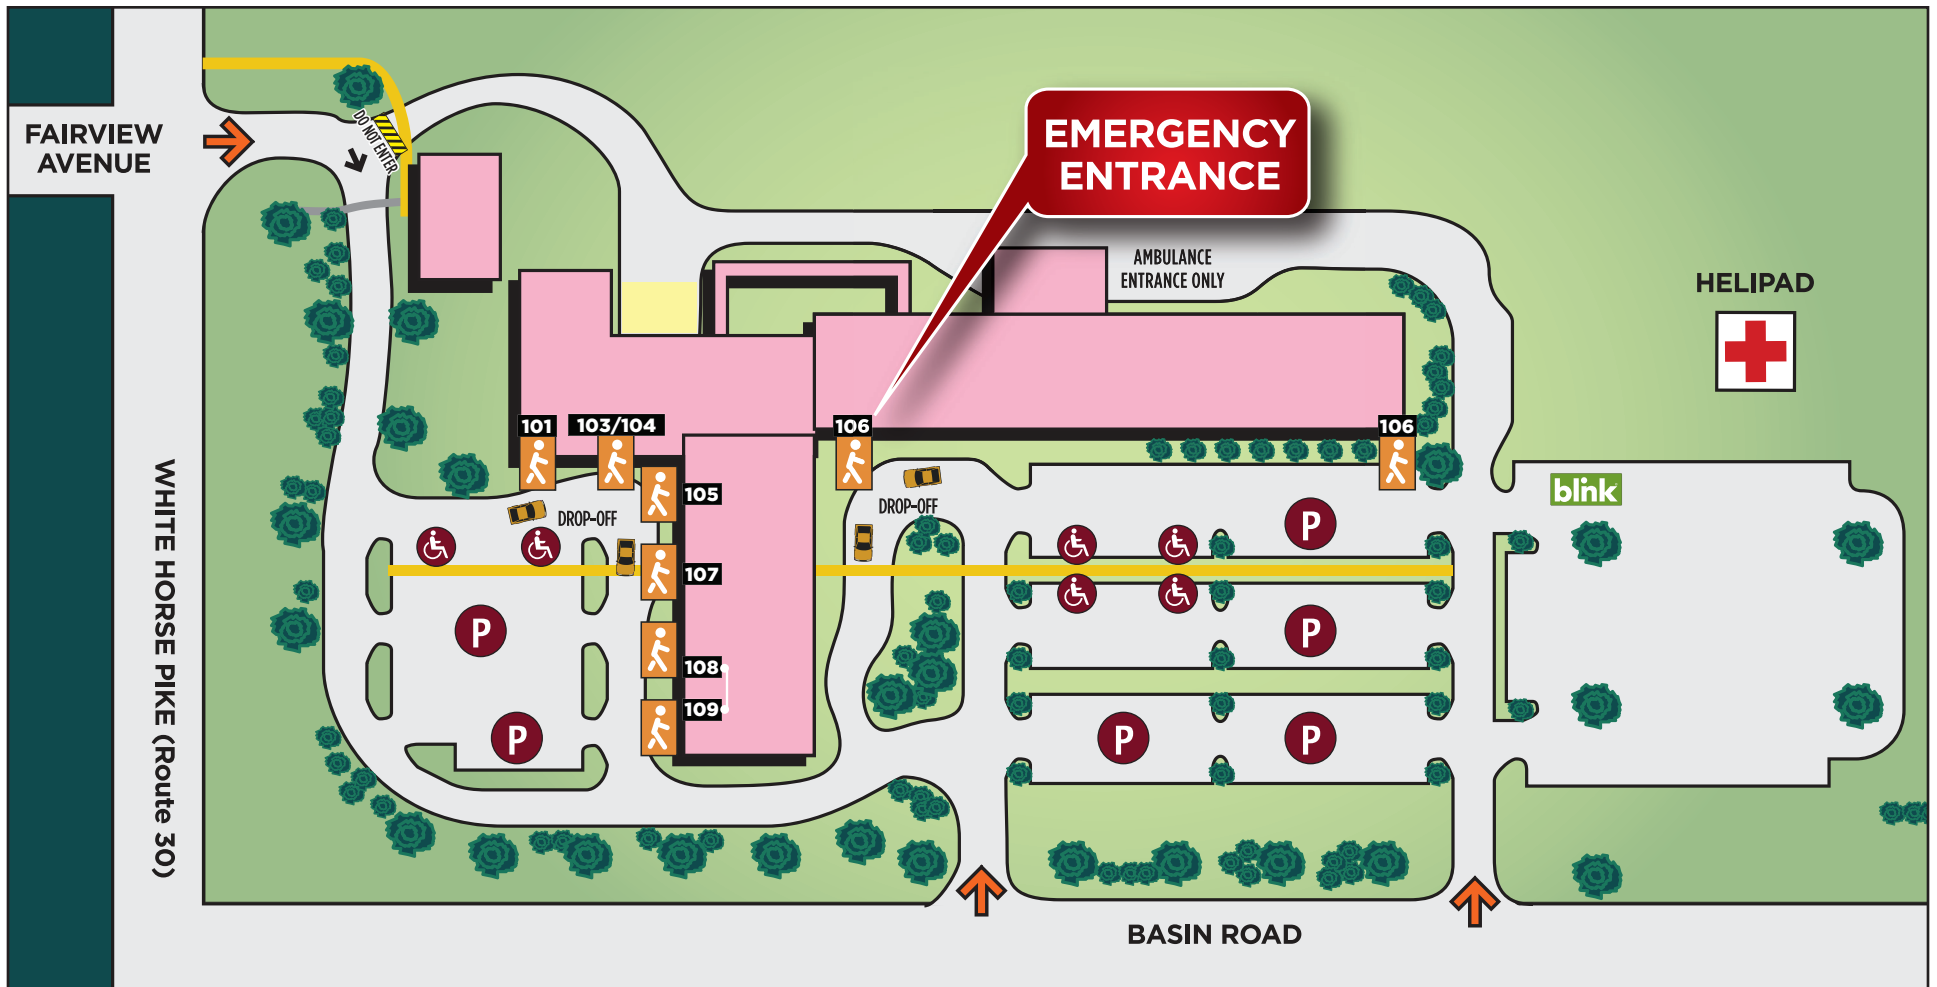 FAIRVIEW
AVENUE
DO NOT ENTER
EMERGENCY
ENTRANCE
AMBULANCE
ENTRANCE ONLY
HELIPAD
101
103/104
106
106
105
DROP-OFF
DROP-OFF
blink
P
107
P
P
108
109
P
P
P
WHITE HORSE PIKE (Route 30)
BASIN ROAD